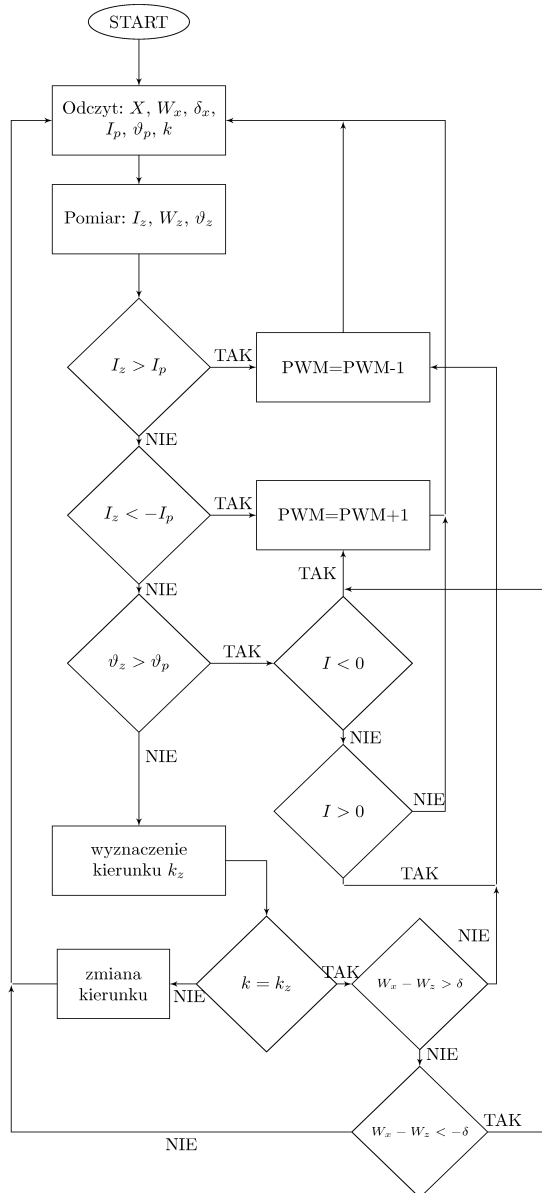 START
Odczyt: X, W_x, δ_x,
I_p, ϑ_p, k
Pomiar: I_z, W_z, ϑ_z
I_z > I_p
TAK
PWM=PWM-1
NIE
I_z < −I_p
TAK
PWM=PWM+1
NIE
TAK
ϑ_z > ϑ_p
TAK
I < 0
NIE
NIE
I > 0
NIE
TAK
wyznaczenie
kierunku k_z
NIE
zmiana
kierunku
NIE
k = k_z
TAK
W_x − W_z > δ
NIE
W_x − W_z < −δ
TAK
NIE